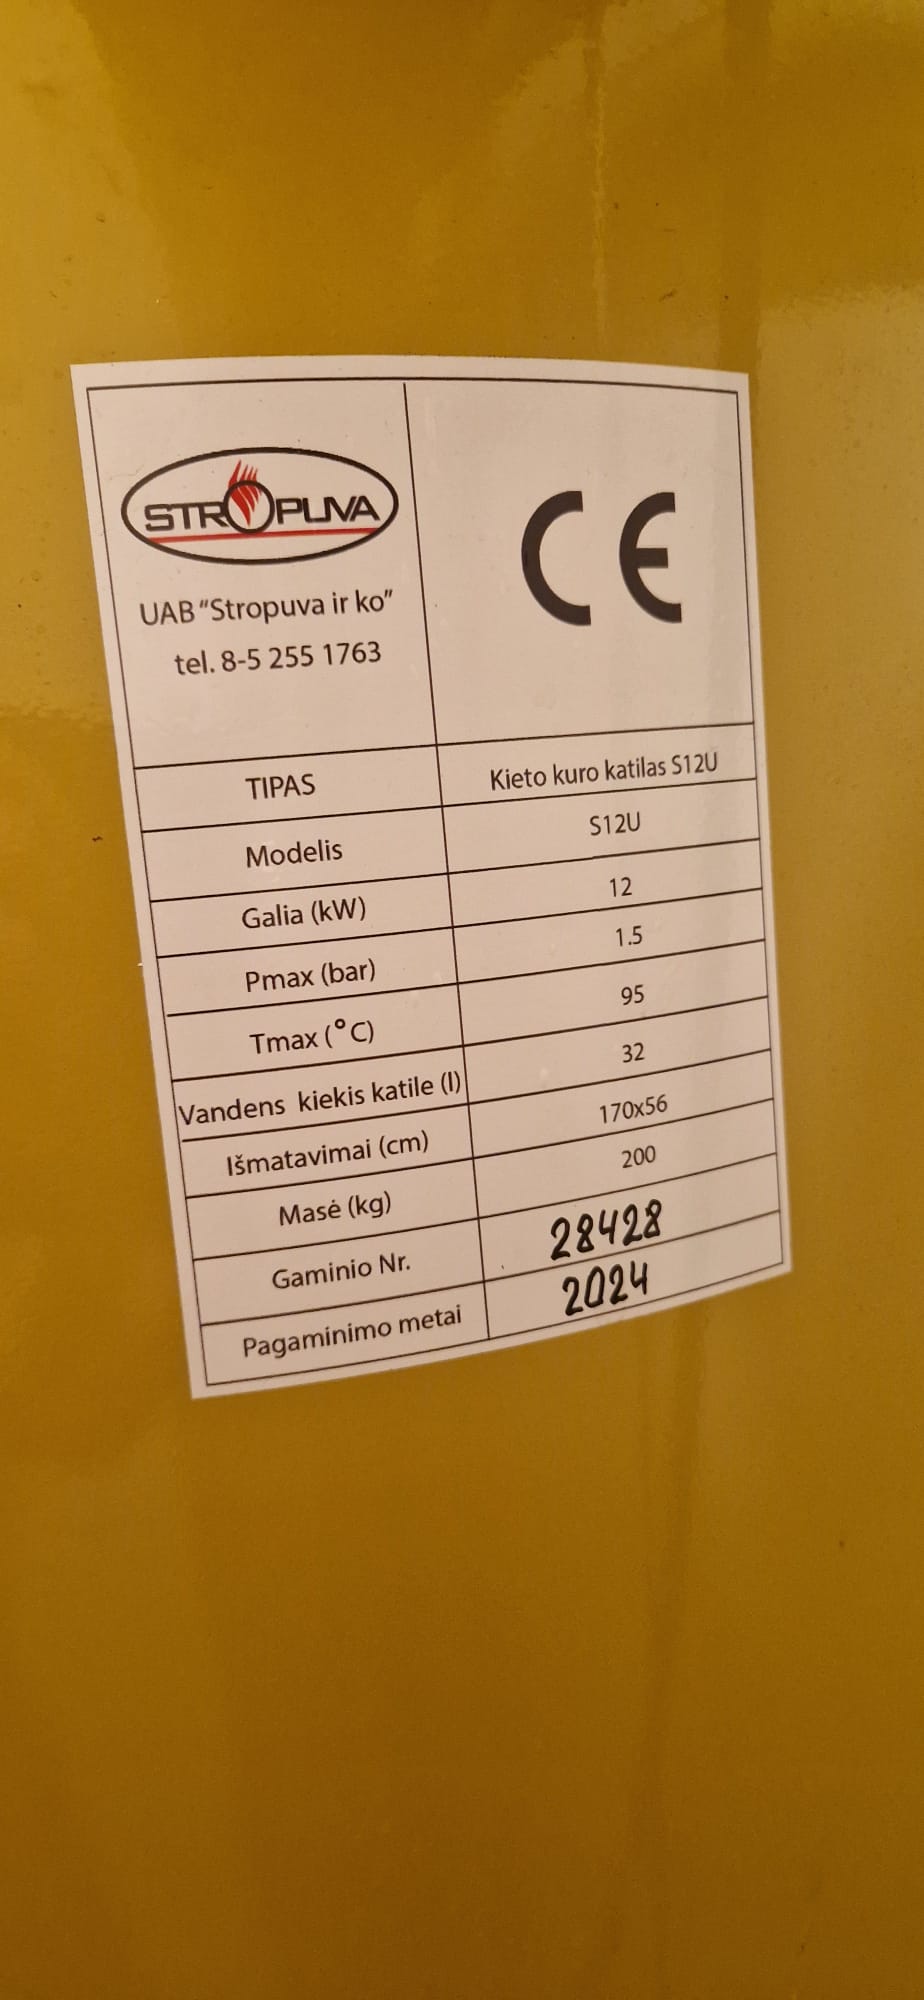 STROPUVA
UAB "Stropuva ir ko"
tel. 8-5 255 1763
CE
TIPAS Kieto kuro katilas S12U
Modelis S12U
Galia (kW) 12
Pmax (bar) 1.5
Tmax (°C) 95
Vandens kiekis katile (l) 32
Išmatavimai (cm) 170x56
Masė (kg) 200
Gaminio Nr. 28428
Pagaminimo metai 2024